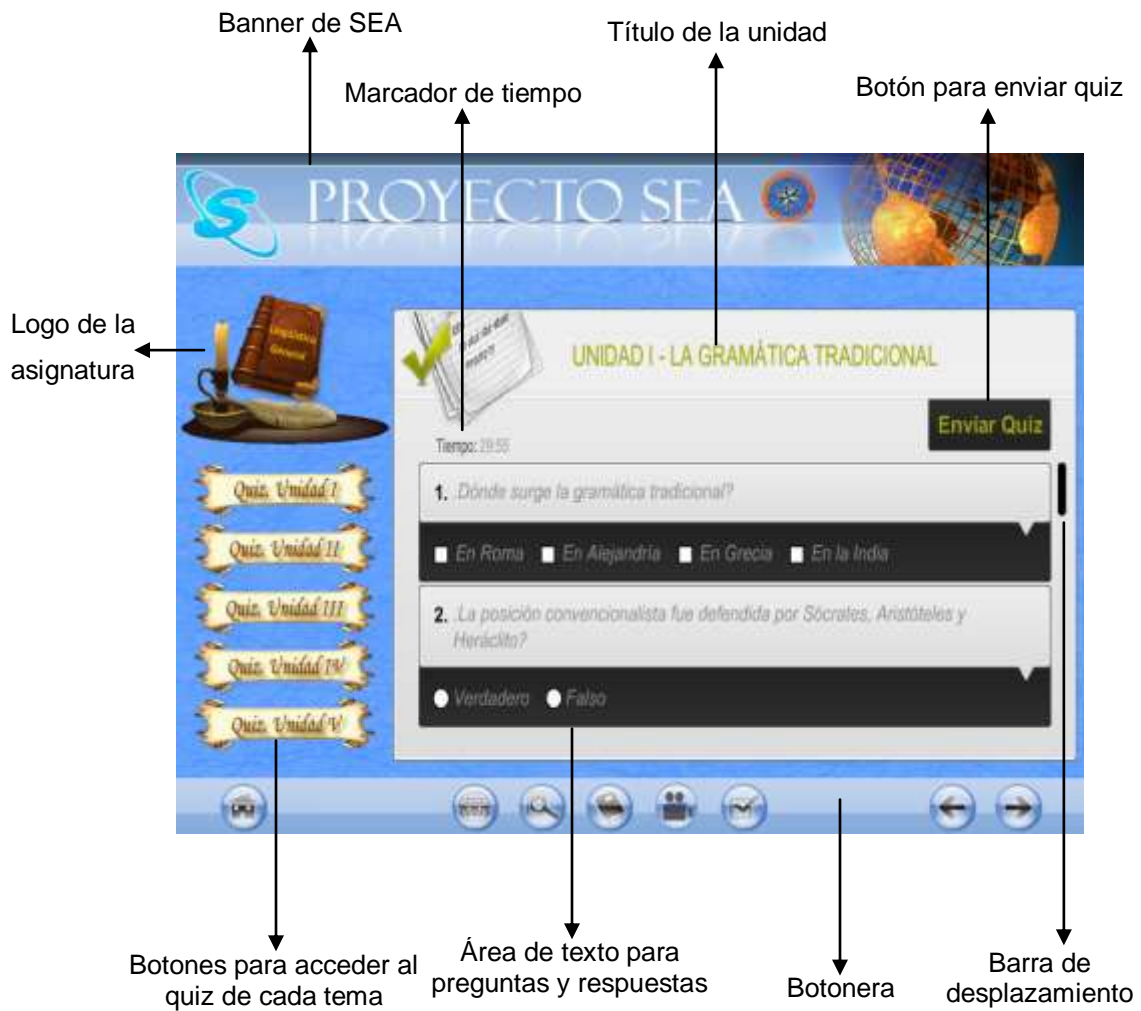 Banner de SEA
Título de la unidad
Marcador de tiempo
Botón para enviar quiz
PROYECTO SEA
Logo de la
asignatura
Lingüística
General
UNIDAD I - LA GRAMÁTICA TRADICIONAL
Enviar Quiz
Tiempo: 29:55
Quiz. Unidad I
Quiz. Unidad II
Quiz. Unidad III
Quiz. Unidad IV
Quiz. Unidad V
1. .Dónde surge la gramática tradicional?
En Roma En Alejandría En Grecia En la India
2. .La posición convencionalista fue defendida por Sócrates, Aristóteles y
Heráclito?
Verdadero Falso
Botones para acceder al
quiz de cada tema
Área de texto para
preguntas y respuestas
Botonera
Barra de
desplazamiento